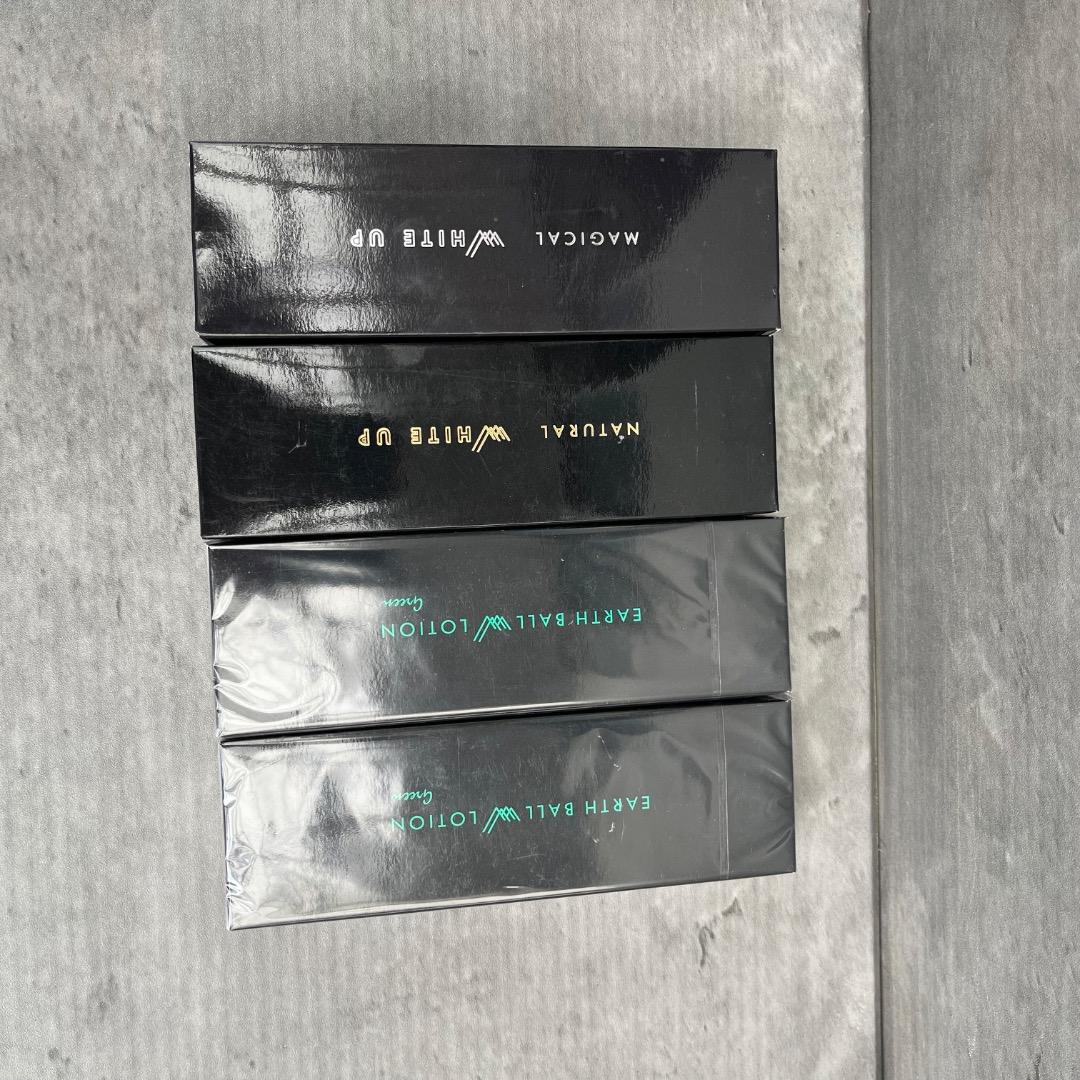 MAGICAL WHITE UP
NATURAL WHITE UP
EARTH BALL W LOTION
Green
EARTH BALL W LOTION
Green